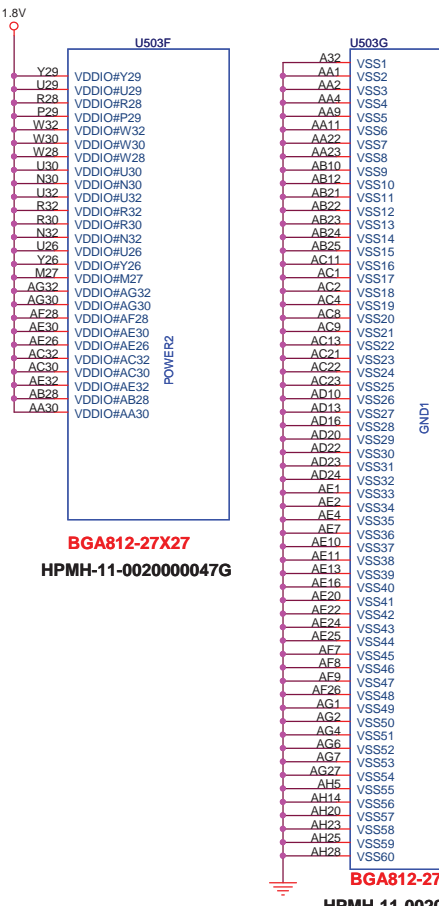 1.8V
U503F
Y29 VDDIO#Y29
U29 VDDIO#U29
R28 VDDIO#R28
P29 VDDIO#P29
W32 VDDIO#W32
W30 VDDIO#W30
W28 VDDIO#W28
U30 VDDIO#U30
N30 VDDIO#N30
U32 VDDIO#U32
R32 VDDIO#R32
R30 VDDIO#R30
N32 VDDIO#N32
U26 VDDIO#U26
Y26 VDDIO#Y26
M27 VDDIO#M27
AG32 VDDIO#AG32
AG30 VDDIO#AG30
AF28 VDDIO#AF28
AE30 VDDIO#AE30
AE26 VDDIO#AE26
AC32 VDDIO#AC32
AC30 VDDIO#AC30
AE32 VDDIO#AE32
AB28 VDDIO#AB28
AA30 VDDIO#AA30
POWER2
BGA812-27X27
HPMH-11-0020000047G
U503G
A32 VSS1
AA1 VSS2
AA2 VSS3
AA4 VSS4
AA9 VSS5
AA11 VSS6
AA22 VSS7
AA23 VSS8
AB10 VSS9
AB12 VSS10
AB21 VSS11
AB22 VSS12
AB23 VSS13
AB24 VSS14
AB25 VSS15
AC11 VSS16
AC1 VSS17
AC2 VSS18
AC4 VSS19
AC8 VSS20
AC9 VSS21
AC13 VSS22
AC21 VSS23
AC22 VSS24
AC23 VSS25
AD10 VSS26
AD13 VSS27
AD16 VSS28
AD20 VSS29
AD22 VSS30
AD23 VSS31
AD24 VSS32
AE1 VSS33
AE2 VSS34
AE4 VSS35
AE7 VSS36
AE10 VSS37
AE11 VSS38
AE13 VSS39
AE16 VSS40
AE20 VSS41
AE22 VSS42
AE24 VSS43
AE25 VSS44
AF7 VSS45
AF8 VSS46
AF9 VSS47
AF26 VSS48
AG1 VSS49
AG2 VSS50
AG4 VSS51
AG6 VSS52
AG7 VSS53
AG27 VSS54
AH5 VSS55
AH14 VSS56
AH20 VSS57
AH23 VSS58
AH25 VSS59
AH28 VSS60
GND1
BGA812-27
HPMH-11-0020